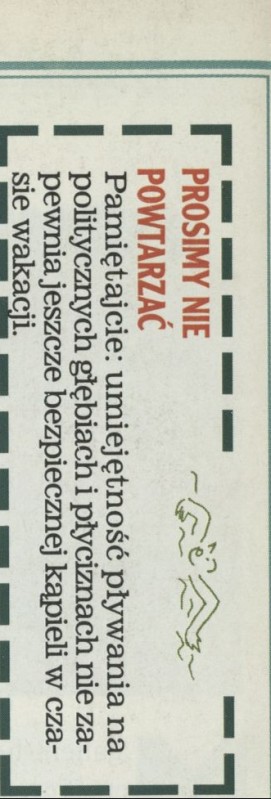 PROSIMY NIE
POWTARZAĆ
Pamiętajcie: umiejętność pływania na
politycznych głębiach i płyciznach nie za-
pewnia jeszcze bezpiecznej kąpieli w cza-
sie wakacji.